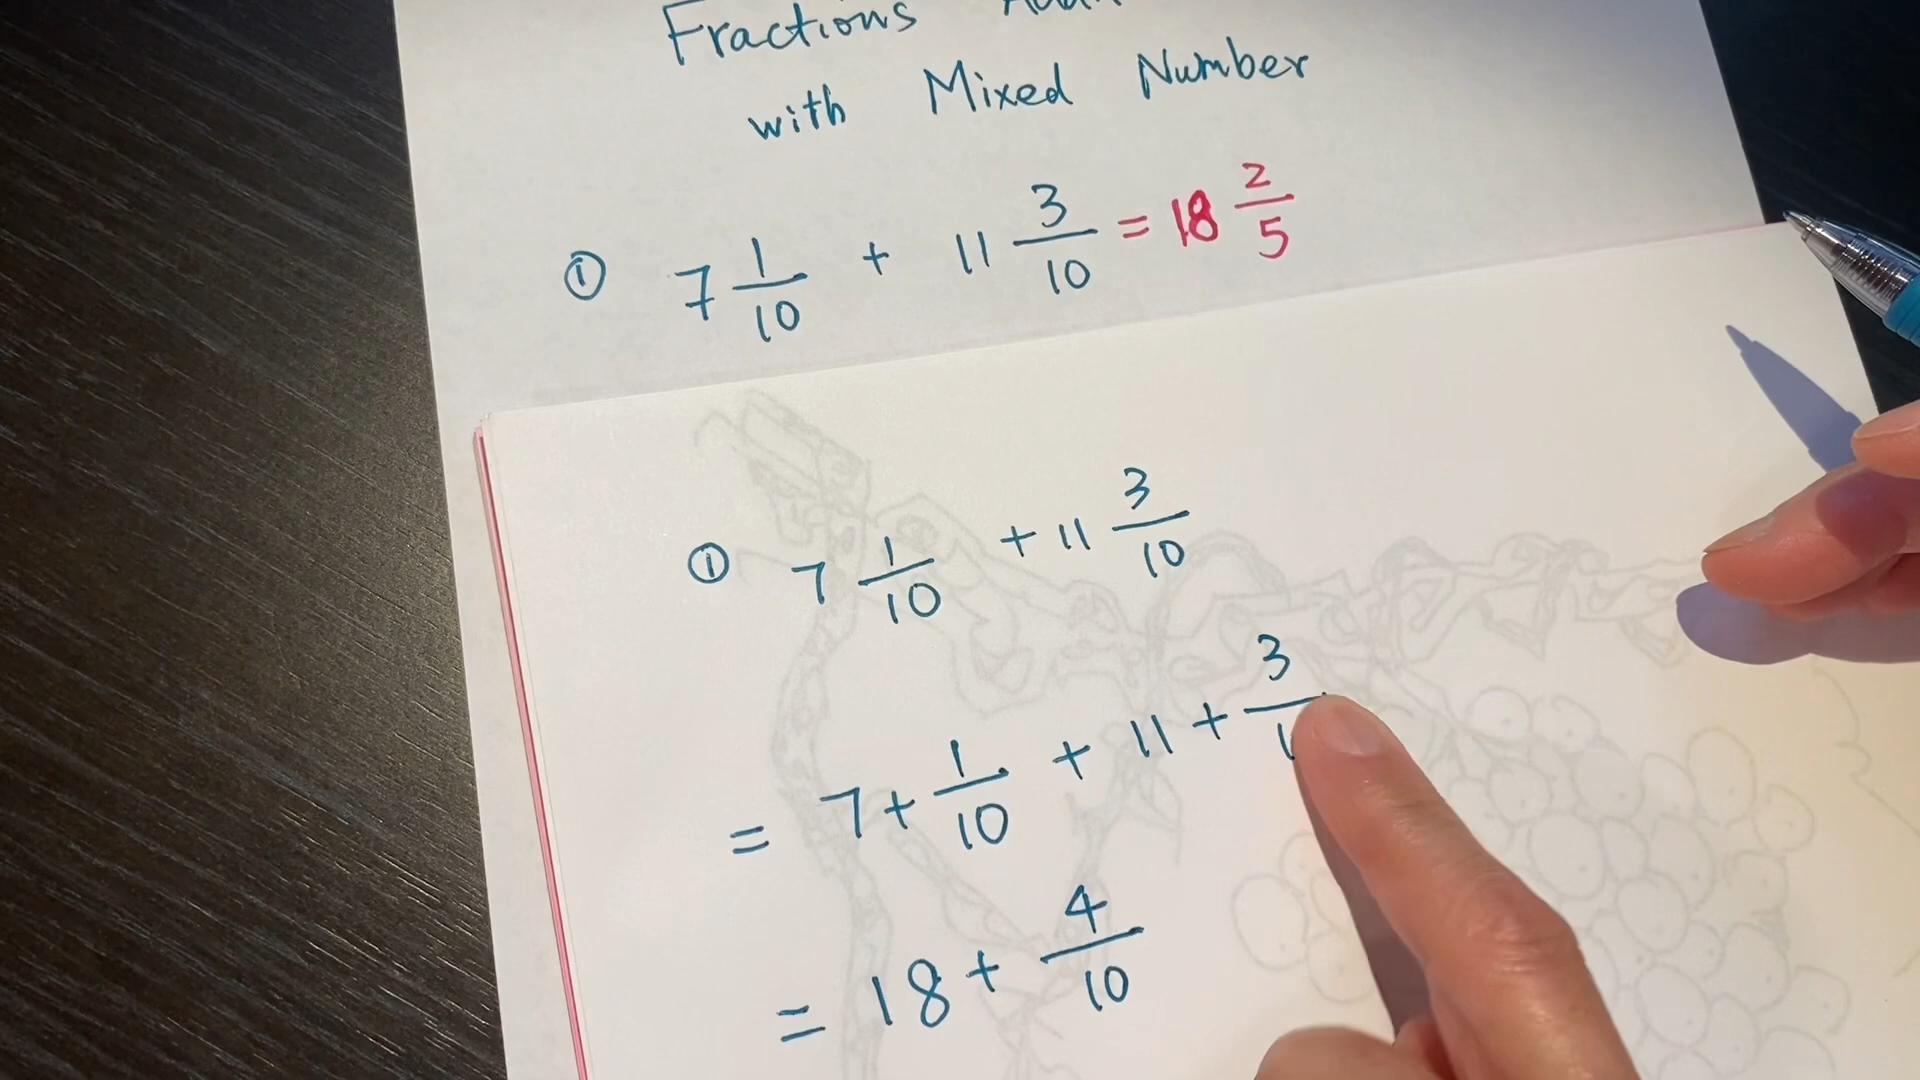 Fractions
with Mixed Number
① 7 1/10 + 11 3/10 = 18 2/5
① 7 1/10 + 11 3/10
= 7 + 1/10 + 11 + 3/1
= 18 + 4/10